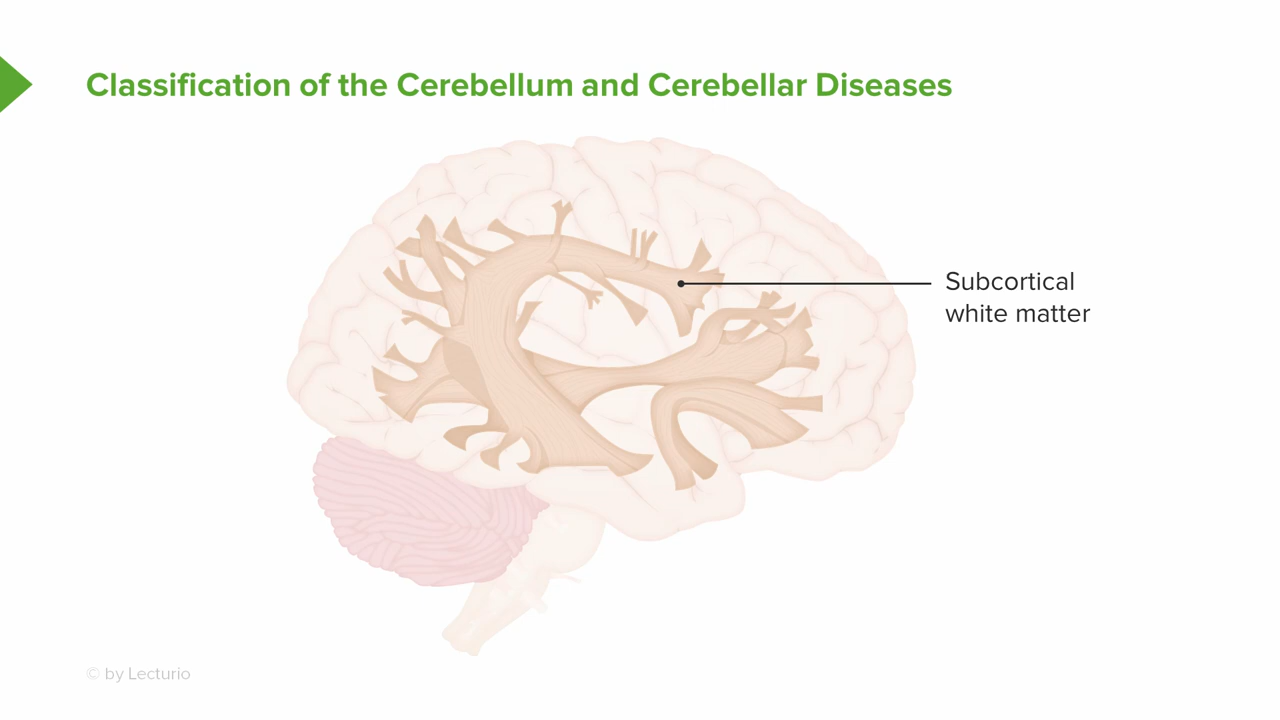 Classification of the Cerebellum and Cerebellar Diseases
Subcortical
white matter
© by Lecturio